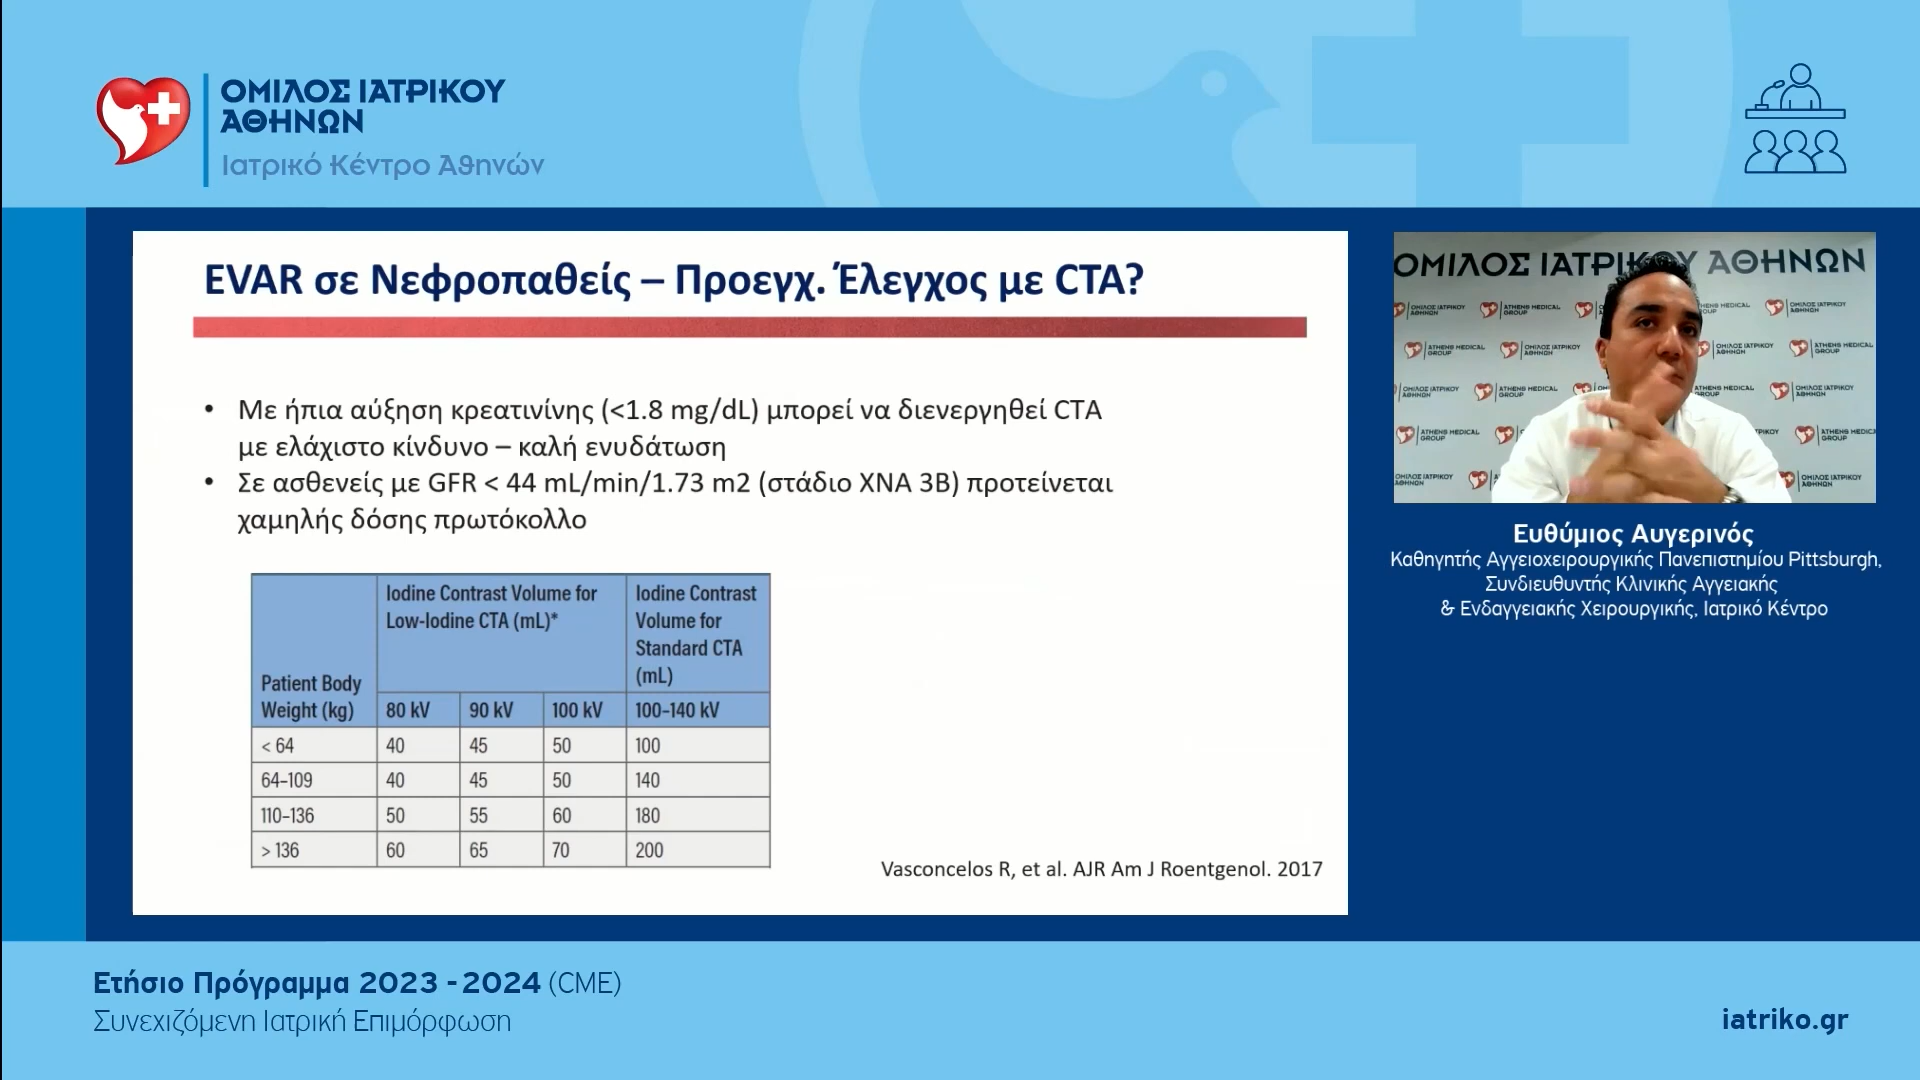 ΟΜΙΛΟΣ ΙΑΤΡΙΚΟΥ
ΑΘΗΝΩΝ
Ιατρικό Κέντρο Αθηνών
EVAR σε Νεφροπαθείς – Προεγχ. Έλεγχος με CTA?
• Με ήπια αύξηση κρεατινίνης (<1.8 mg/dL) μπορεί να διενεργηθεί CTA
με ελάχιστο κίνδυνο – καλή ενυδάτωση
• Σε ασθενείς με GFR < 44 mL/min/1.73 m2 (στάδιο ΧΝΑ 3Β) προτείνεται
χαμηλής δόσης πρωτόκολλο
Patient Body
Weight (kg)
Iodine Contrast Volume for
Low-Iodine CTA (mL)*
Iodine Contrast
Volume for
Standard CTA
(mL)
80 kV 90 kV 100 kV 100–140 kV
< 64 40 45 50 100
64–109 40 45 50 140
110–136 50 55 60 180
> 136 60 65 70 200
Vasconcelos R, et al. AJR Am J Roentgenol. 2017
ΟΜΙΛΟΣ ΙΑΤΡΙΚΟΥ ΑΘΗΝΩΝ
Ευθύμιος Αυγερινός
Καθηγητής Αγγειοχειρουργικής Πανεπιστημίου Pittsburgh,
Συνδιευθυντής Κλινικής Αγγειακής
& Ενδαγγειακής Χειρουργικής, Ιατρικό Κέντρο
Ετήσιο Πρόγραμμα 2023 - 2024 (CME)
Συνεχιζόμενη Ιατρική Επιμόρφωση
iatriko.gr